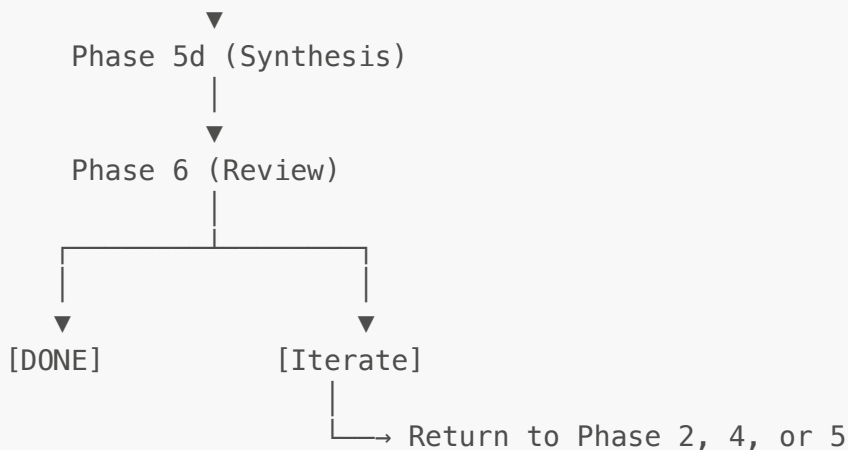 Phase 5d (Synthesis)
Phase 6 (Review)
[DONE] [Iterate]
Return to Phase 2, 4, or 5